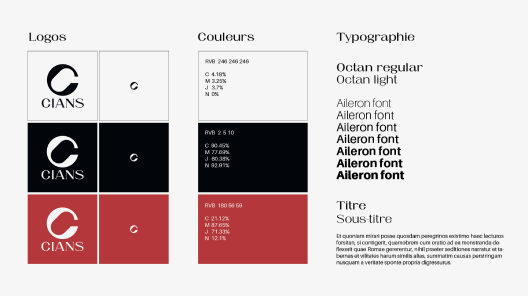 Logos
Couleurs
Typographie
CIANS
RVB 246 246 246
C 4.18%
M 3.25%
J 3.7%
N 0%
Octan regular
Octan light
Aileron font
Aileron font
Aileron font
Aileron font
Aileron font
Aileron font
Aileron font
CIANS
RVB 2 5 10
C 90.45%
M 77.69%
J 60.38%
N 92.91%
CIANS
RVB 180 56 59
C 21.12%
M 87.65%
J 71.33%
N 12.1%
Titre
Sous-titre
Et quoniam mirari posse quosdam peregrinos existimo haec lecturos
forsitan, si contigerit, quamobrem cum oratio ad ea monstranda de-
flexerit quae Romae gererentur, nihil praeter seditiones narratur et ta-
bernas et vilitates harum similis alias, summatim causas perstringam
nusquam a veritate sponte propria digressurus.